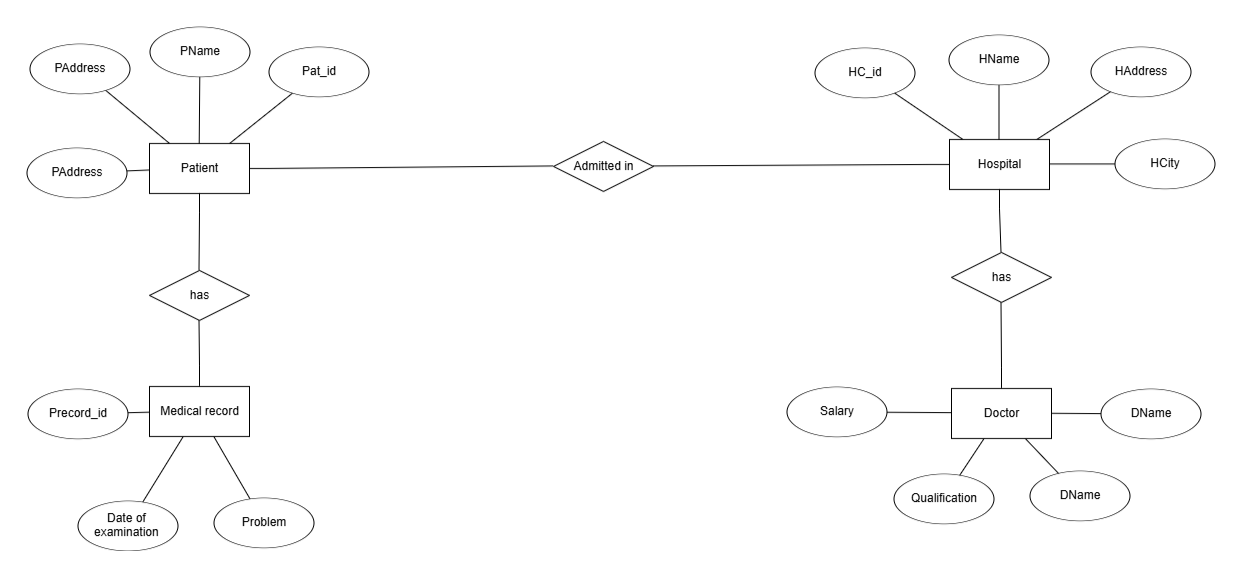 PName
HName
PAddress
Pat_id
HC_id
HAddress
PAddress
Patient
Admitted in
Hospital
HCity
has
has
Precord_id
Medical record
Salary
Doctor
DName
Qualification
DName
Date of
examination
Problem